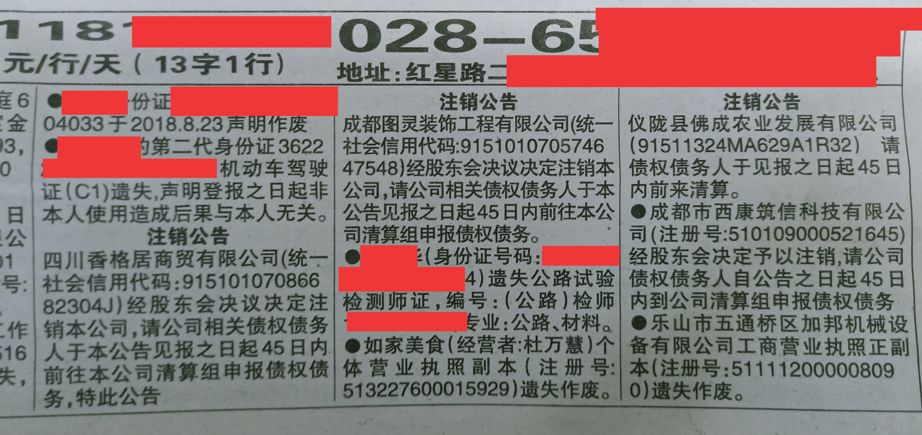 118
028-65
元/行/天（13字1行）
地址:红星路二
庭6
定金
93,
0
日
公
01
号:
工作
516
失,
●
份证
04033于2018.8.23声明作废
●
的第二代身份证3622
机动车驾驶
证(C1)遗失,声明登报之日起非
本人使用造成后果与本人无关。
注销公告
四川香格居商贸有限公司(统一
社会信用代码:915101070866
82304J)经股东会决议决定注
销本公司,请公司相关债权债务
人于本公告见报之日起45日内
前往本公司清算组申报债权债
务,特此公告
注销公告
成都图灵装饰工程有限公司(统一
社会信用代码:9151010705746
47548)经股东会决议决定注销本
公司,请公司相关债权债务人于本
公告见报之日起45日内前往本公
司清算组申报债权债务。
●
(身份证号码:
4)遗失公路试验
检测师证,编号:(公路)检师
专业:公路、材料。
●如家美食(经营者:杜万慧)个
体营业执照副本(注册号:
513227600015929)遗失作废。
注销公告
仪陇县佛成农业发展有限公司
(91511324MA629A1R32) 请
债权债务人于见报之日起45日
内前来清算。
●成都市西康筑信科技有限公司
(注册号:510109000521645)
经股东会决定予以注销,请公司
债权债务人自公告之日起45日
内到公司清算组申报债权债务
●乐山市五通桥区加邦机械设
备有限公司工商营业执照正副
本(注册号:51111200000809
0)遗失作废。